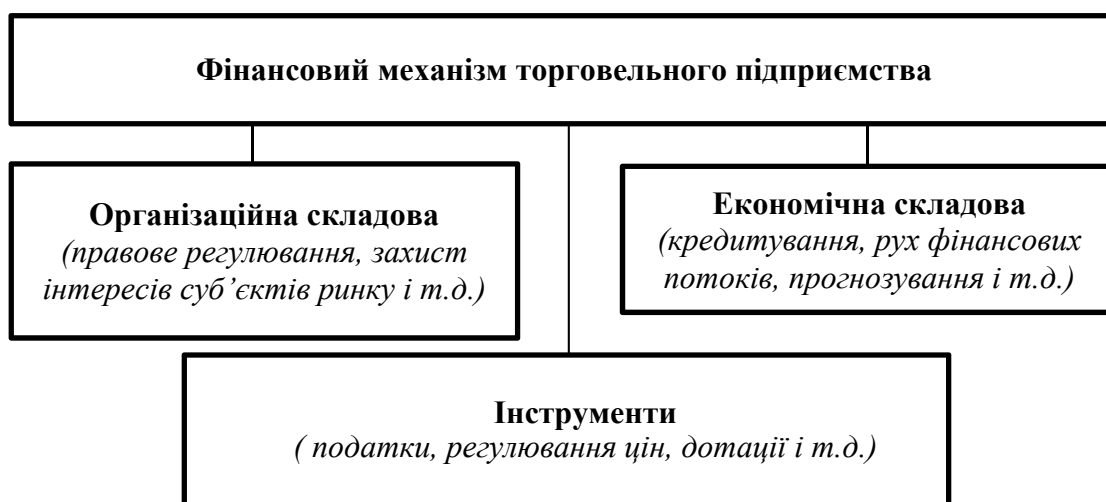 Фінансовий механізм торговельного підприємства
Організаційна складова
(правове регулювання, захист
інтересів суб’єктів ринку і т.д.)
Економічна складова
(кредитування, рух фінансових
потоків, прогнозування і т.д.)
Інструменти
( податки, регулювання цін, дотації і т.д.)